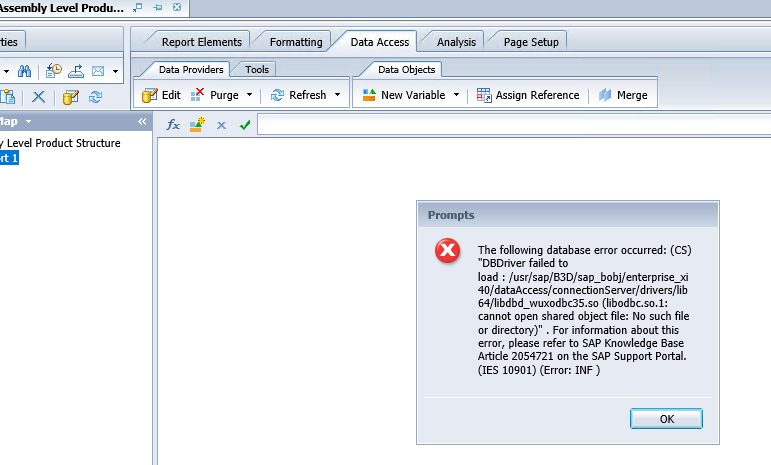 Assembly Level Produ...
ties
Report Elements
Formatting
Data Access
Analysis
Page Setup
Data Providers
Tools
Data Objects
Edit
Purge
Refresh
New Variable
Assign Reference
Merge
Map
fx
y Level Product Structure
rt 1
Prompts
The following database error occurred: (CS)
"DBDriver failed to
load : /usr/sap/B3D/sap_bobj/enterprise_xi
40/dataAccess/connectionServer/drivers/lib
64/libdbd_wuxodbc35.so (libodbc.so.1:
cannot open shared object file: No such file
or directory)" . For information about this
error, please refer to SAP Knowledge Base
Article 2054721 on the SAP Support Portal.
(IES 10901) (Error: INF )
OK